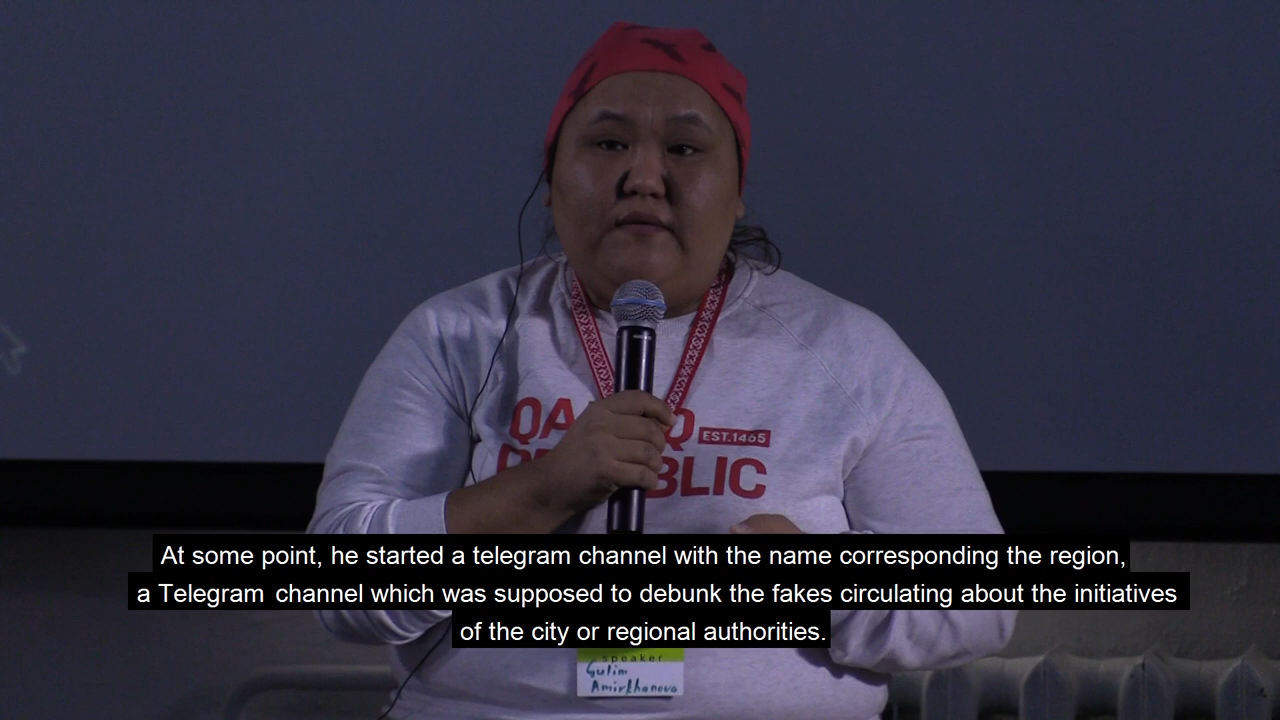 QA Q EST.1465
BLIC
At some point, he started a telegram channel with the name corresponding the region,
a Telegram channel which was supposed to debunk the fakes circulating about the initiatives
of the city or regional authorities.
speaker
Gulim
Amirkhanova